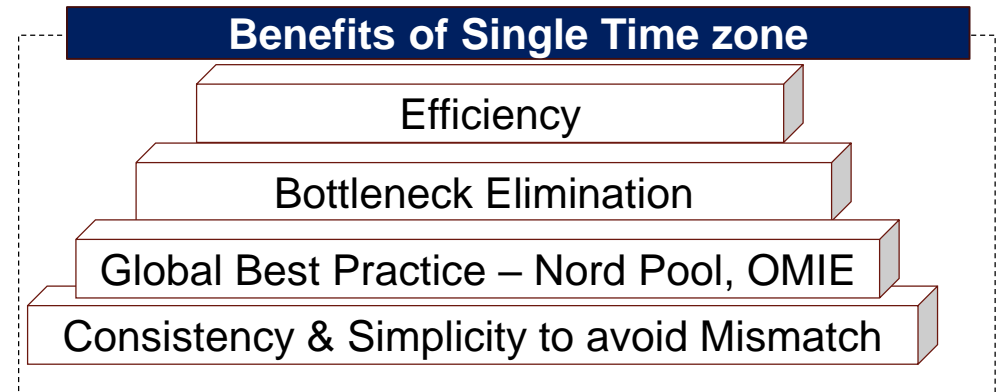 Benefits of Single Time zone
Efficiency
Bottleneck Elimination
Global Best Practice – Nord Pool, OMIE
Consistency & Simplicity to avoid Mismatch